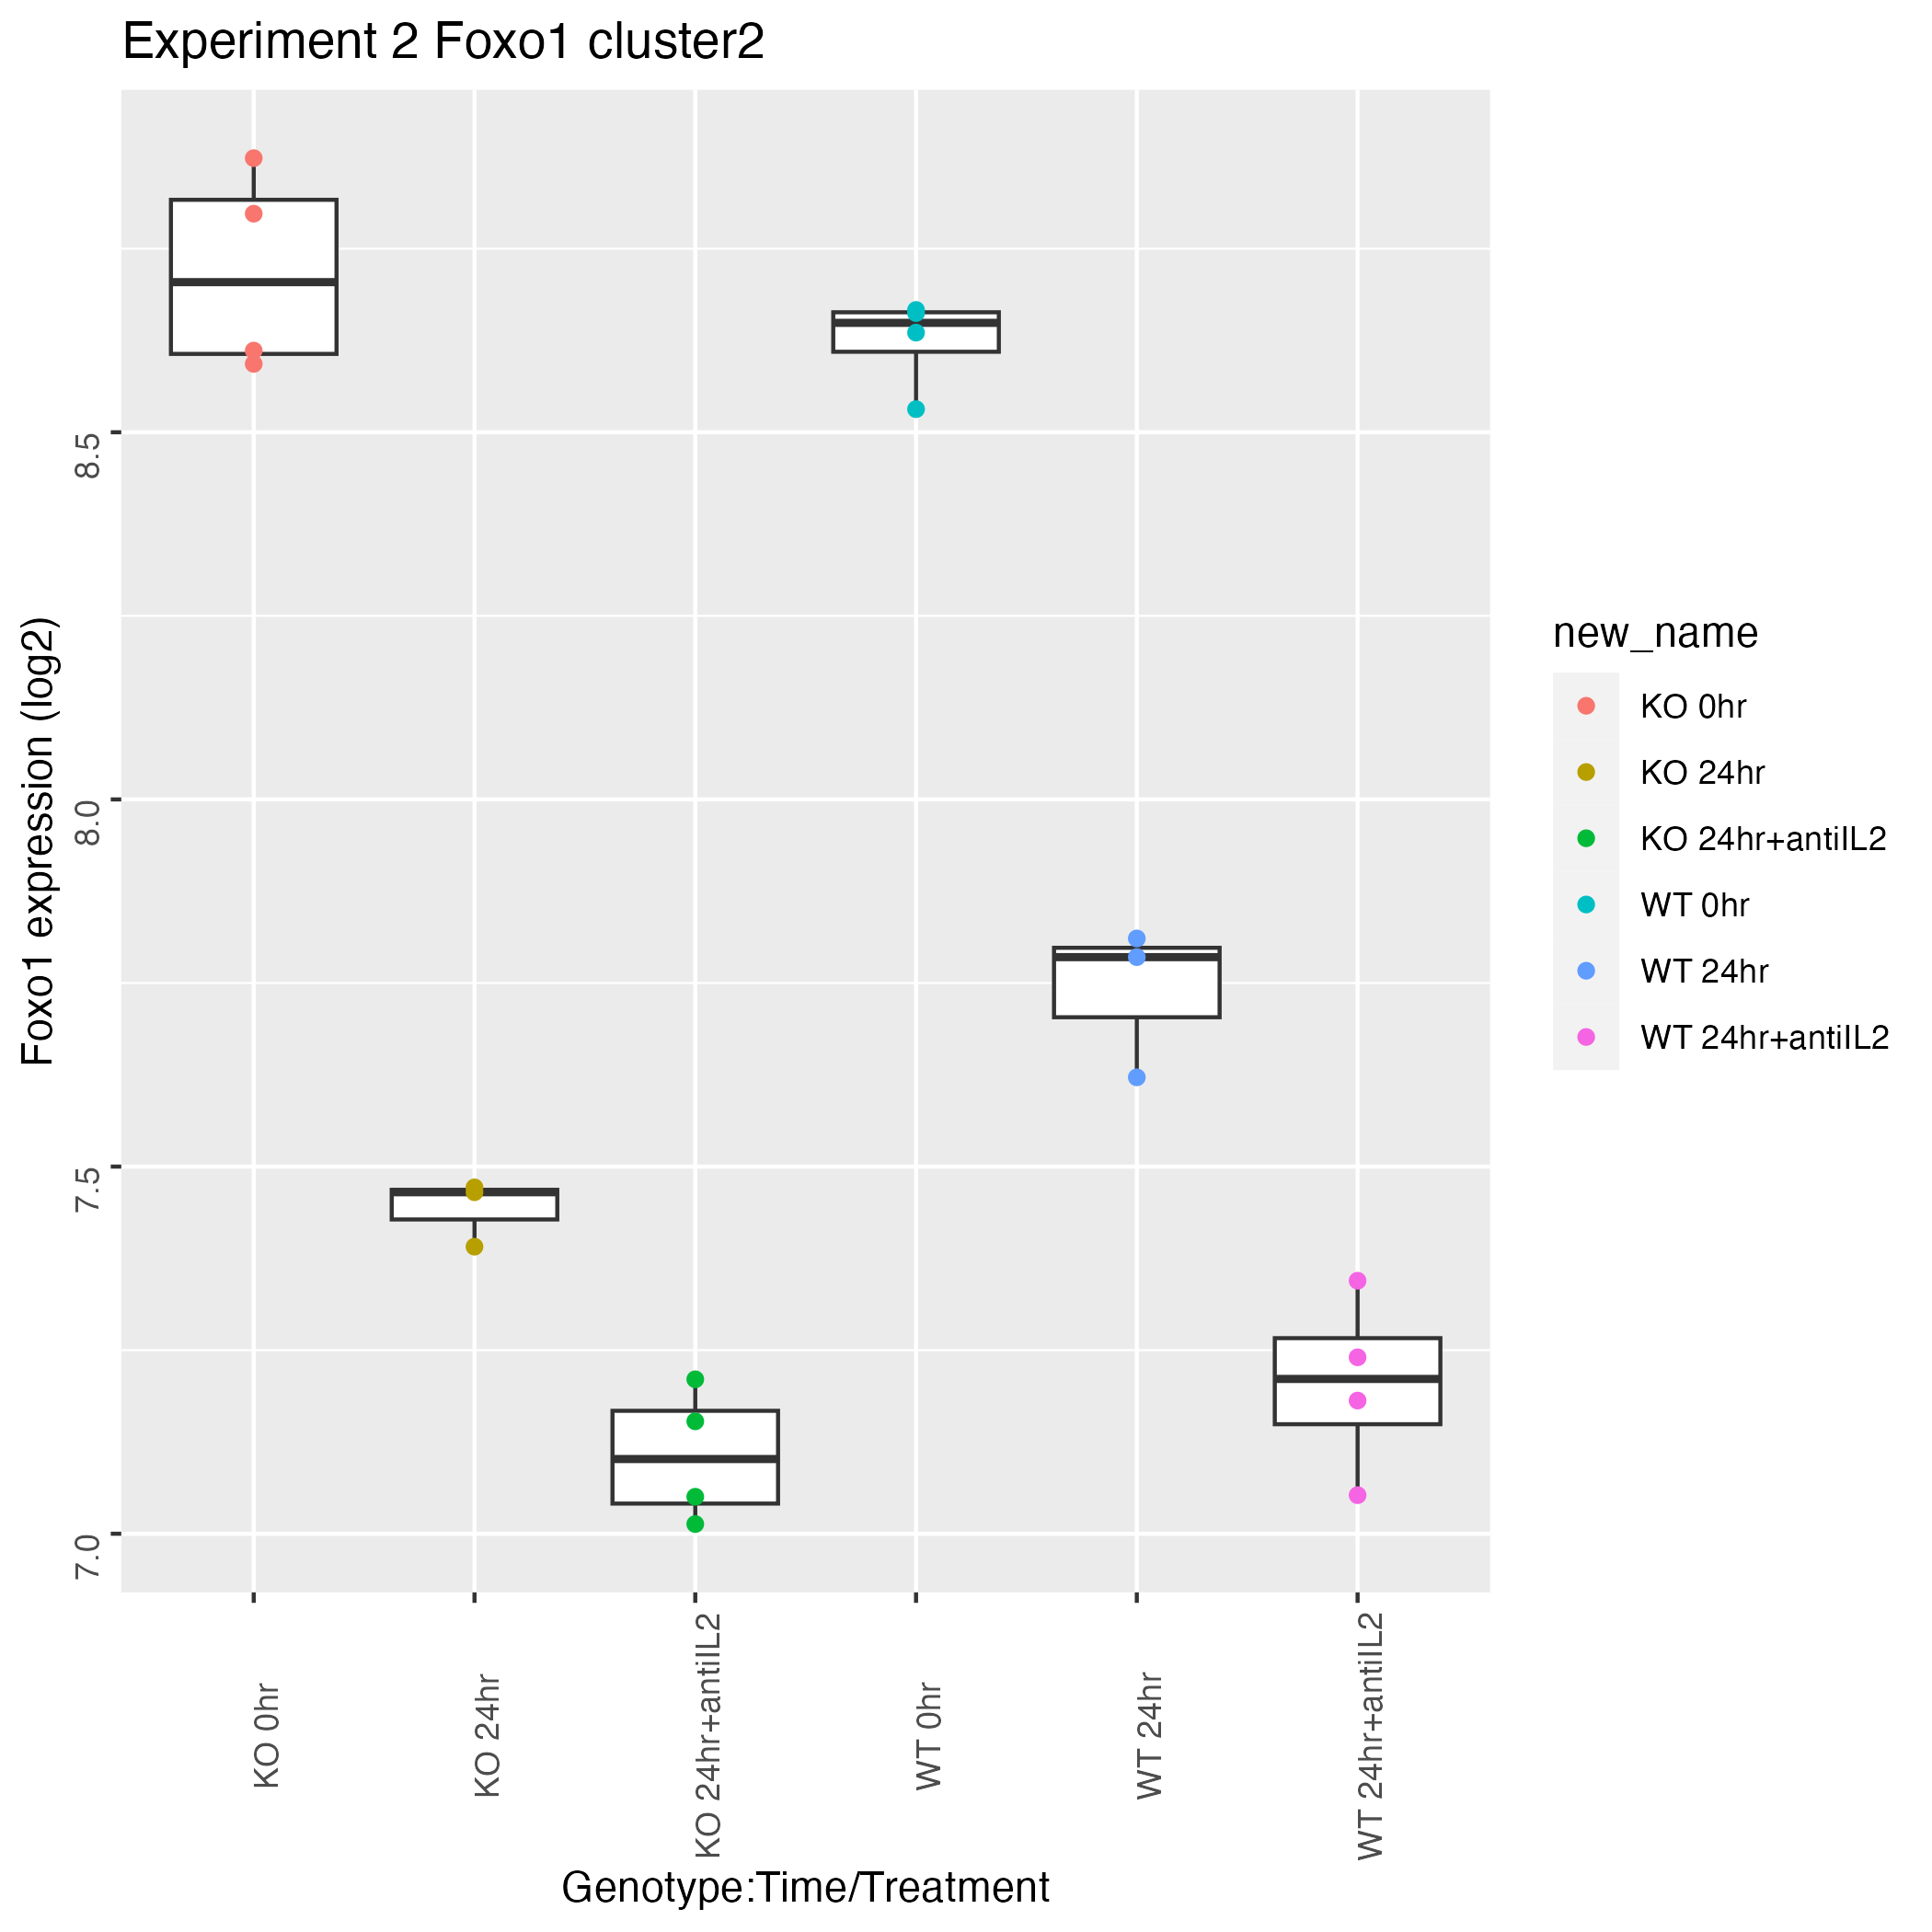 Experiment 2 Foxo1 cluster2
Foxo1 expression (log2)
8.5
8.0
7.5
7.0
KO 0hr
KO 24hr
KO 24hr+antiIL2
WT 0hr
WT 24hr
WT 24hr+antiIL2
Genotype:Time/Treatment
new_name
KO 0hr
KO 24hr
KO 24hr+antiIL2
WT 0hr
WT 24hr
WT 24hr+antiIL2